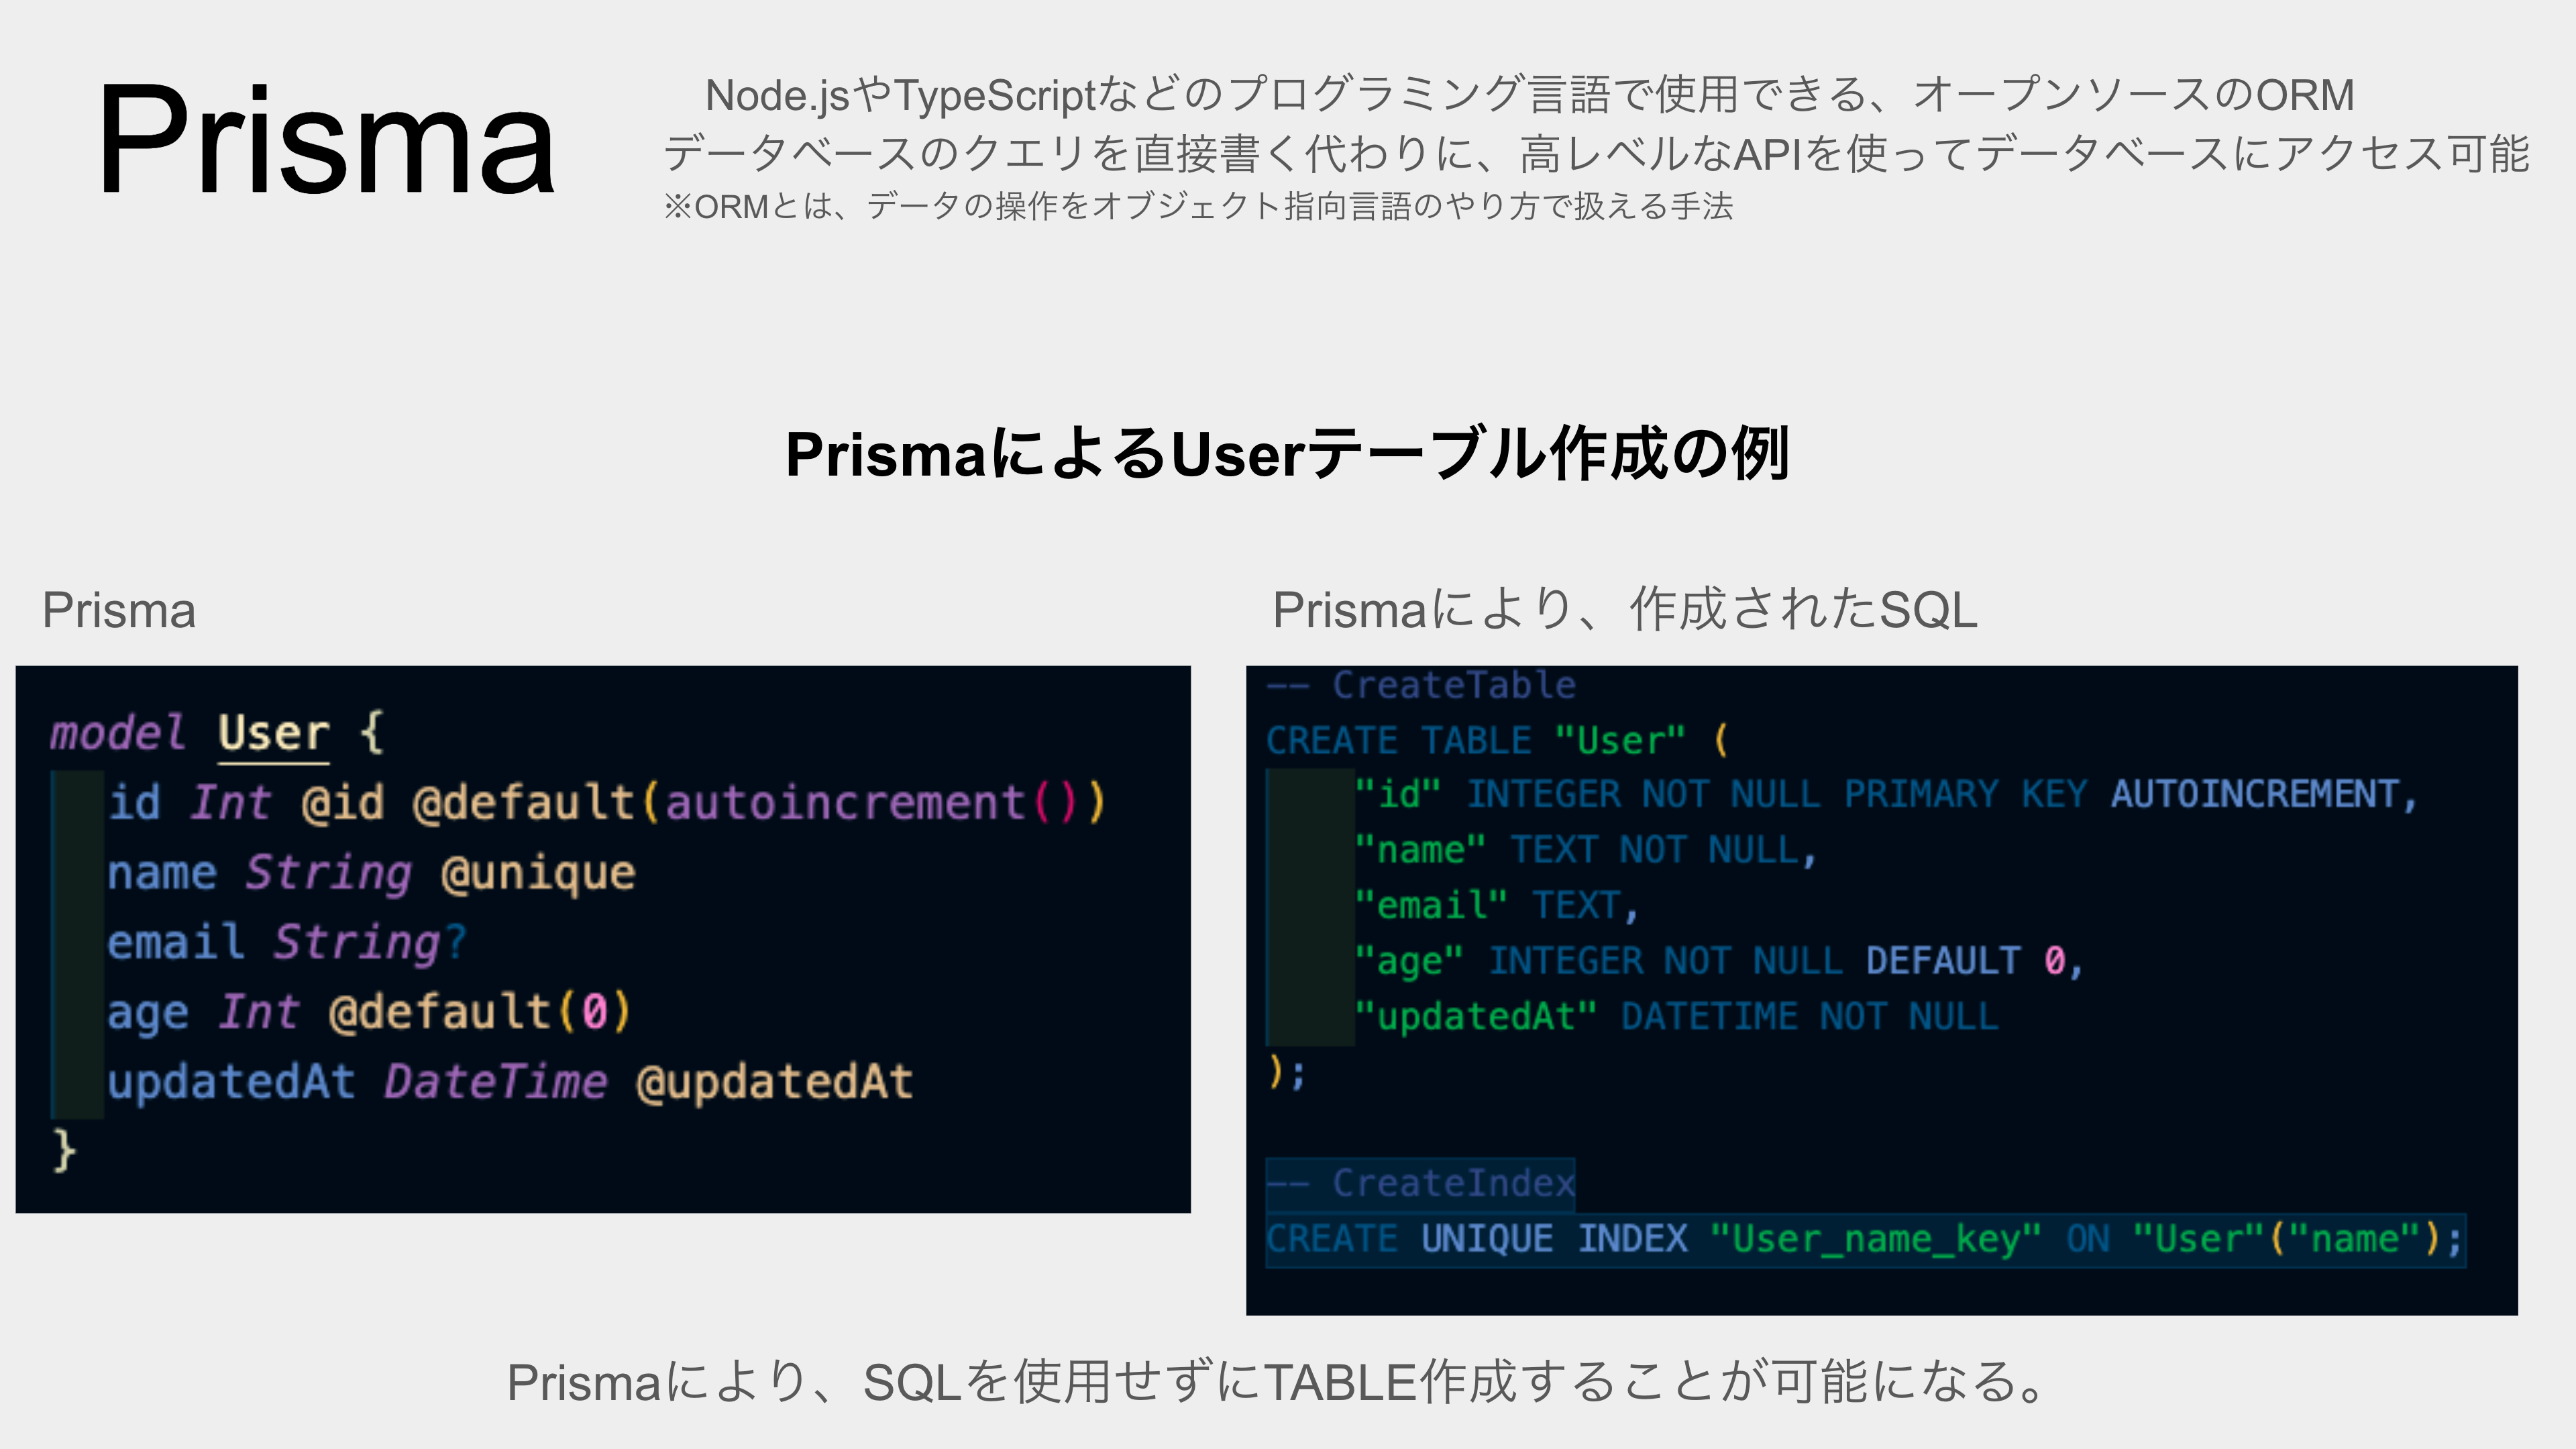 Prisma
Node.jsやTypeScriptなどのプログラミング言語で使用できる、オープンソースのORM
データベースのクエリを直接書く代わりに、高レベルなAPIを使ってデータベースにアクセス可能
※ORMとは、データの操作をオブジェクト指向言語のやり方で扱える手法
PrismaによるUserテーブル作成の例
Prisma
model User {
id Int @id @default(autoincrement())
name String @unique
email String?
age Int @default(0)
updatedAt DateTime @updatedAt
}
Prismaにより、作成されたSQL
-- CreateTable
CREATE TABLE "User" (
"id" INTEGER NOT NULL PRIMARY KEY AUTOINCREMENT,
"name" TEXT NOT NULL,
"email" TEXT,
"age" INTEGER NOT NULL DEFAULT 0,
"updatedAt" DATETIME NOT NULL
);
-- CreateIndex
CREATE UNIQUE INDEX "User_name_key" ON "User"("name");
Prismaにより、SQLを使用せずにTABLE作成することが可能になる。